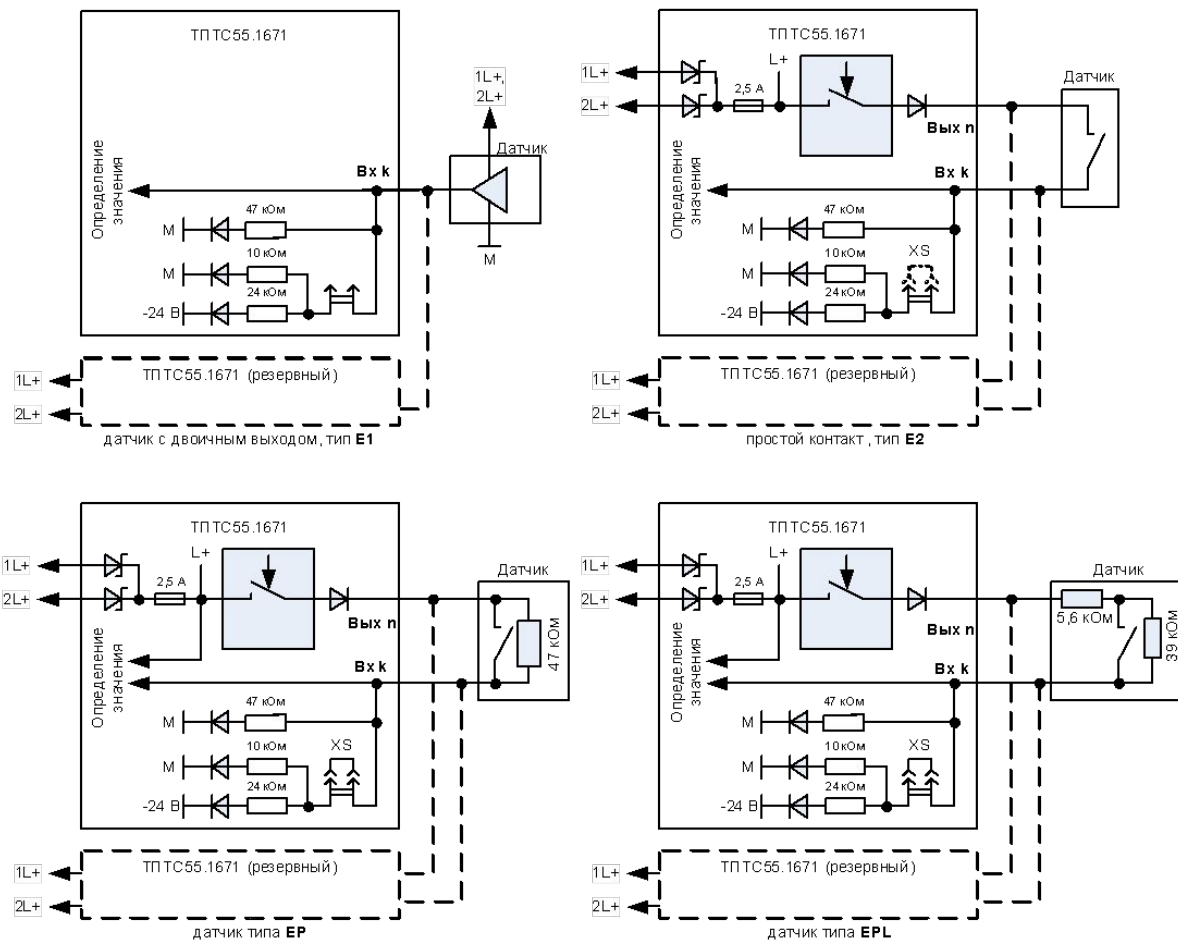 ТПТС55.1671
1L+,
2L+
Датчик
Вх k
Определение
значения
47 кОм
М
10 кОм
М
24 кОм
-24 В
М
ТПТС55.1671 (резервный)
1L+
2L+
датчик с двоичным выходом, тип E1
ТПТС55.1671
L+
1L+
2,5 А
2L+
Датчик
Вых n
Вх k
Определение
значения
47 кОм
М
10 кОм
XS
М
24 кОм
-24 В
ТПТС55.1671 (резервный)
1L+
2L+
простой контакт, тип E2
ТПТС55.1671
L+
1L+
2,5 А
2L+
Датчик
Вых n
47 кОм
Вх k
Определение
значения
47 кОм
М
10 кОм
XS
М
24 кОм
-24 В
ТПТС55.1671 (резервный)
1L+
2L+
датчик типа EP
ТПТС55.1671
L+
1L+
2,5 А
2L+
Датчик
5,6 кОм
39 кОм
Вых n
Вх k
Определение
значения
47 кОм
М
10 кОм
XS
М
24 кОм
-24 В
ТПТС55.1671 (резервный)
1L+
2L+
датчик типа EPL